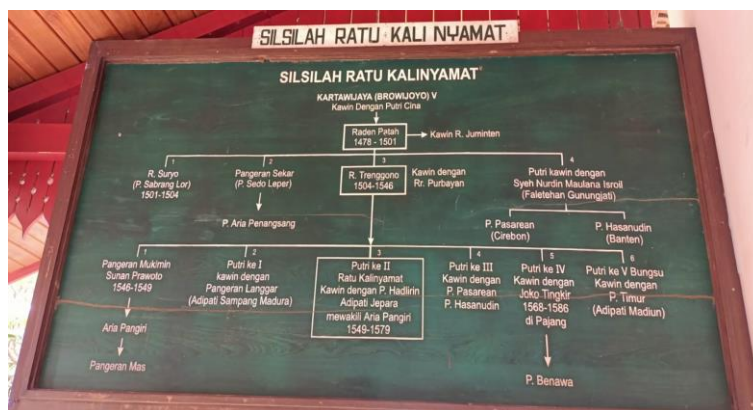 SILSILAH RATU KALI NYAMAT
SILSILAH RATU KALINYAMAT
KARTAWIJAYA (BROWIJOYO) V
Kawin Dengan Putri Cina
Raden Patah
1478 - 1501
Kawin R. Juminten
1
R. Suryo
(P. Sabrang Lor)
1501-1504
2
Pangeran Sekar
(P. Sedo Leper)
P. Aria Penangsang
3
R. Trenggono
1504-1546
Kawin dengan
Rr. Purbayan
4
Putri kawin dengan
Syeh Nurdin Maulana Isroil
(Faletehan Gunungjati)
P. Pasarean
(Cirebon)
P. Hasanudin
(Banten)
1
Pangeran Mukimin
Sunan Prawoto
1546-1549
Aria Pangiri
Pangeran Mas
2
Putri ke I
kawin dengan
Pangeran Langgar
(Adipati Sampang Madura)
3
Putri ke II
Ratu Kalinyamat
Kawin dengan P. Hadlirin
Adipati Jepara
mewakili Aria Pangiri
1549-1579
4
Putri ke III
Kawin dengan
P. Pasarean
P. Hasanudin
5
Putri ke IV
Kawin dengan
Joko Tingkir
1568-1586
di Pajang
P. Benawa
6
Putri ke V Bungsu
Kawin dengan
P. Timur
(Adipati Madiun)